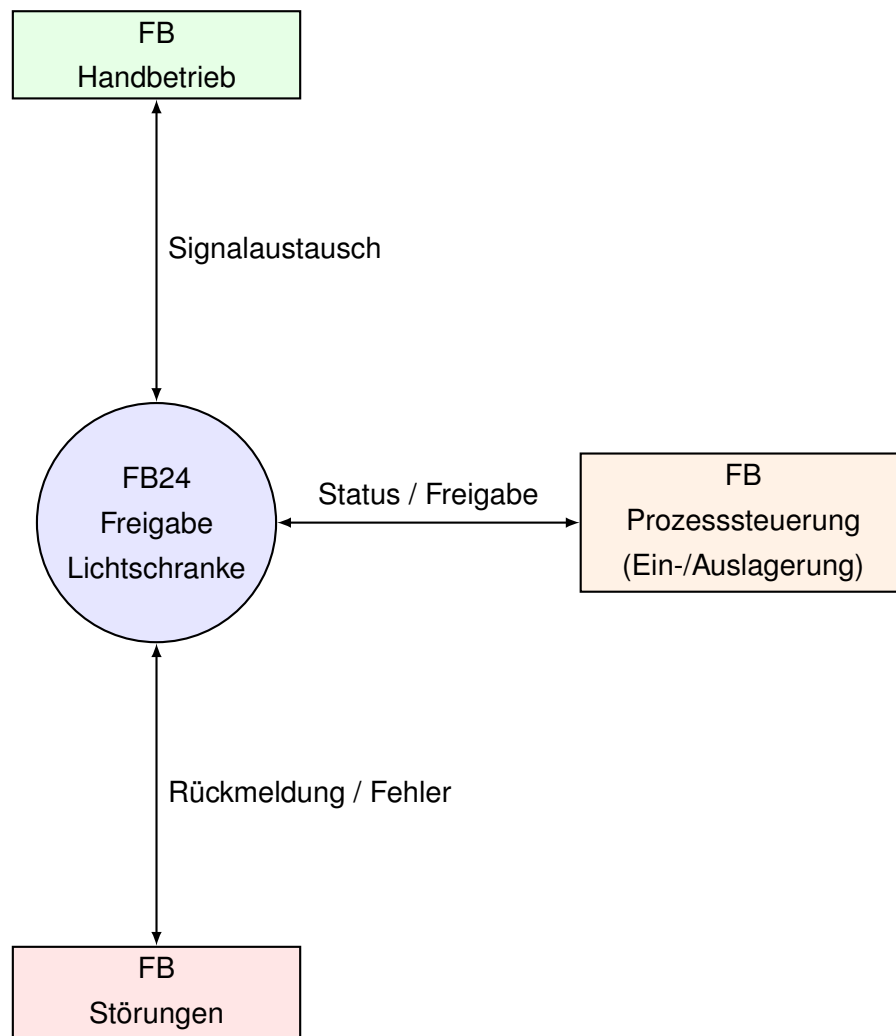 FB
Handbetrieb
Signalaustausch
FB24
Freigabe
Lichtschranke
Status / Freigabe
FB
Prozesssteuerung
(Ein-/Auslagerung)
Rückmeldung / Fehler
FB
Störungen